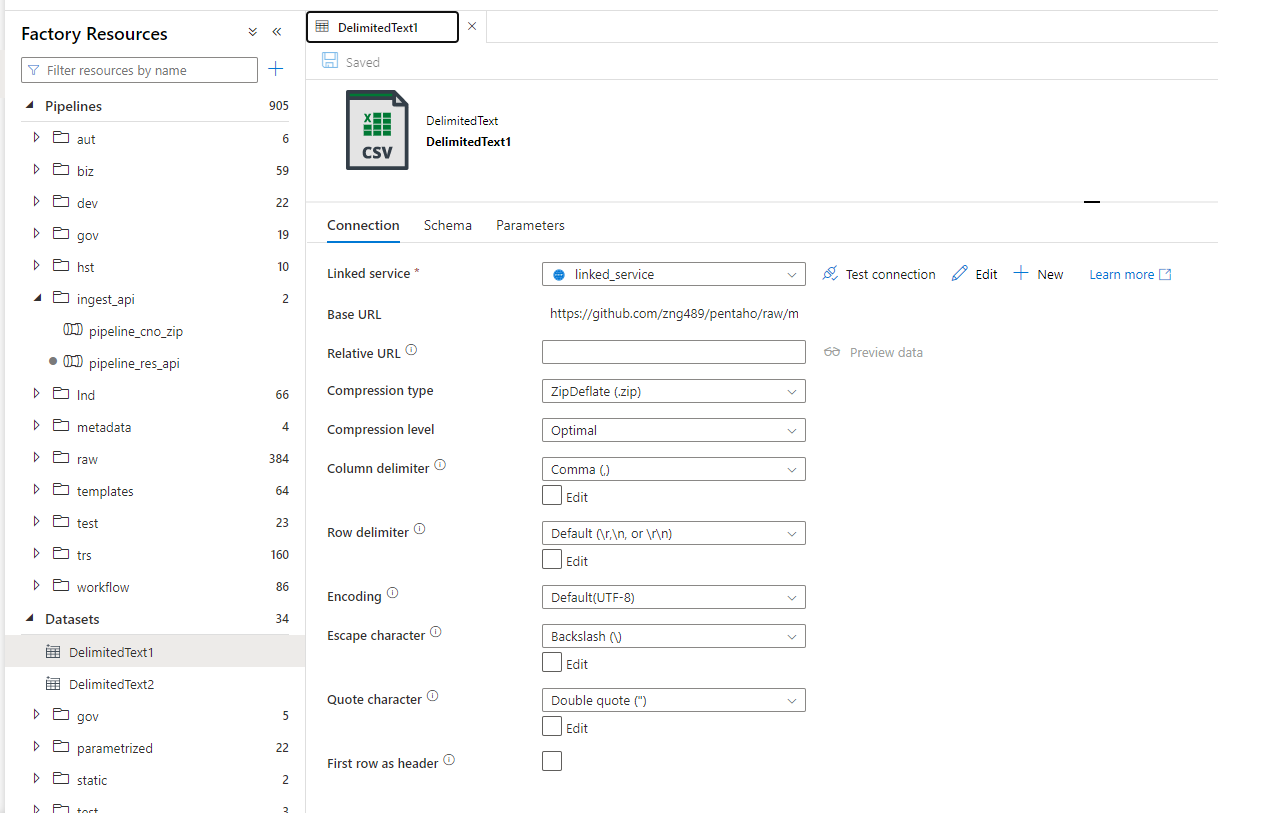 Factory Resources
Filter resources by name
Pipelines 905
aut 6
biz 59
dev 22
gov 19
hst 10
ingest_api 2
pipeline_cno_zip
pipeline_res_api
lnd 66
metadata 4
raw 384
templates 64
test 23
trs 160
workflow 86
Datasets 34
DelimitedText1
DelimitedText2
gov 5
parametrized 22
static 2
test 3
DelimitedText1
Saved
CSV
DelimitedText
DelimitedText1
Connection Schema Parameters
Linked service * linked_service Test connection Edit New Learn more
Base URL https://github.com/zng489/pentaho/raw/m
Relative URL Preview data
Compression type ZipDeflate (.zip)
Compression level Optimal
Column delimiter Comma (,)
Edit
Row delimiter Default (\r,\n, or \r\n)
Edit
Encoding Default(UTF-8)
Escape character Backslash (\)
Edit
Quote character Double quote (")
Edit
First row as header